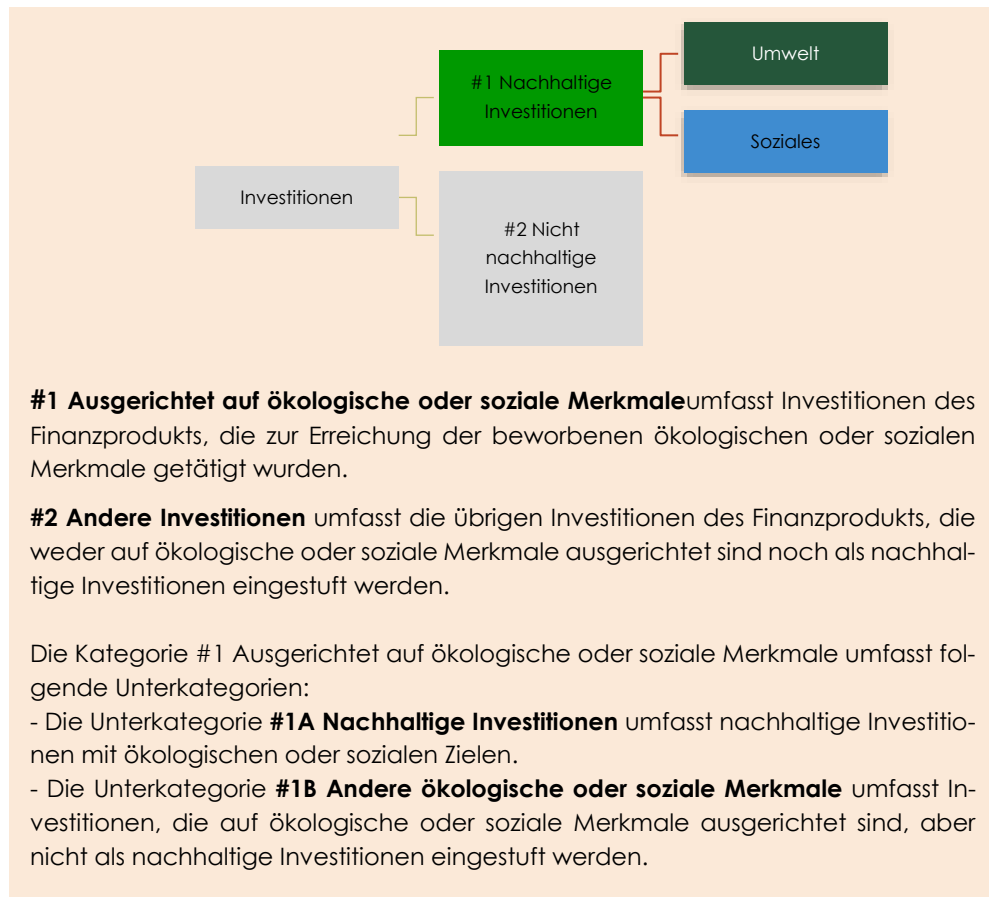 Umwelt
#1 Nachhaltige
Investitionen
Soziales
Investitionen
#2 Nicht
nachhaltige
Investitionen
#1 Ausgerichtet auf ökologische oder soziale Merkmaleumfasst Investitionen des
Finanzprodukts, die zur Erreichung der beworbenen ökologischen oder sozialen
Merkmale getätigt wurden.
#2 Andere Investitionen umfasst die übrigen Investitionen des Finanzprodukts, die
weder auf ökologische oder soziale Merkmale ausgerichtet sind noch als nachhal-
tige Investitionen eingestuft werden.
Die Kategorie #1 Ausgerichtet auf ökologische oder soziale Merkmale umfasst fol-
gende Unterkategorien:
- Die Unterkategorie #1A Nachhaltige Investitionen umfasst nachhaltige Investitio-
nen mit ökologischen oder sozialen Zielen.
- Die Unterkategorie #1B Andere ökologische oder soziale Merkmale umfasst In-
vestitionen, die auf ökologische oder soziale Merkmale ausgerichtet sind, aber
nicht als nachhaltige Investitionen eingestuft werden.